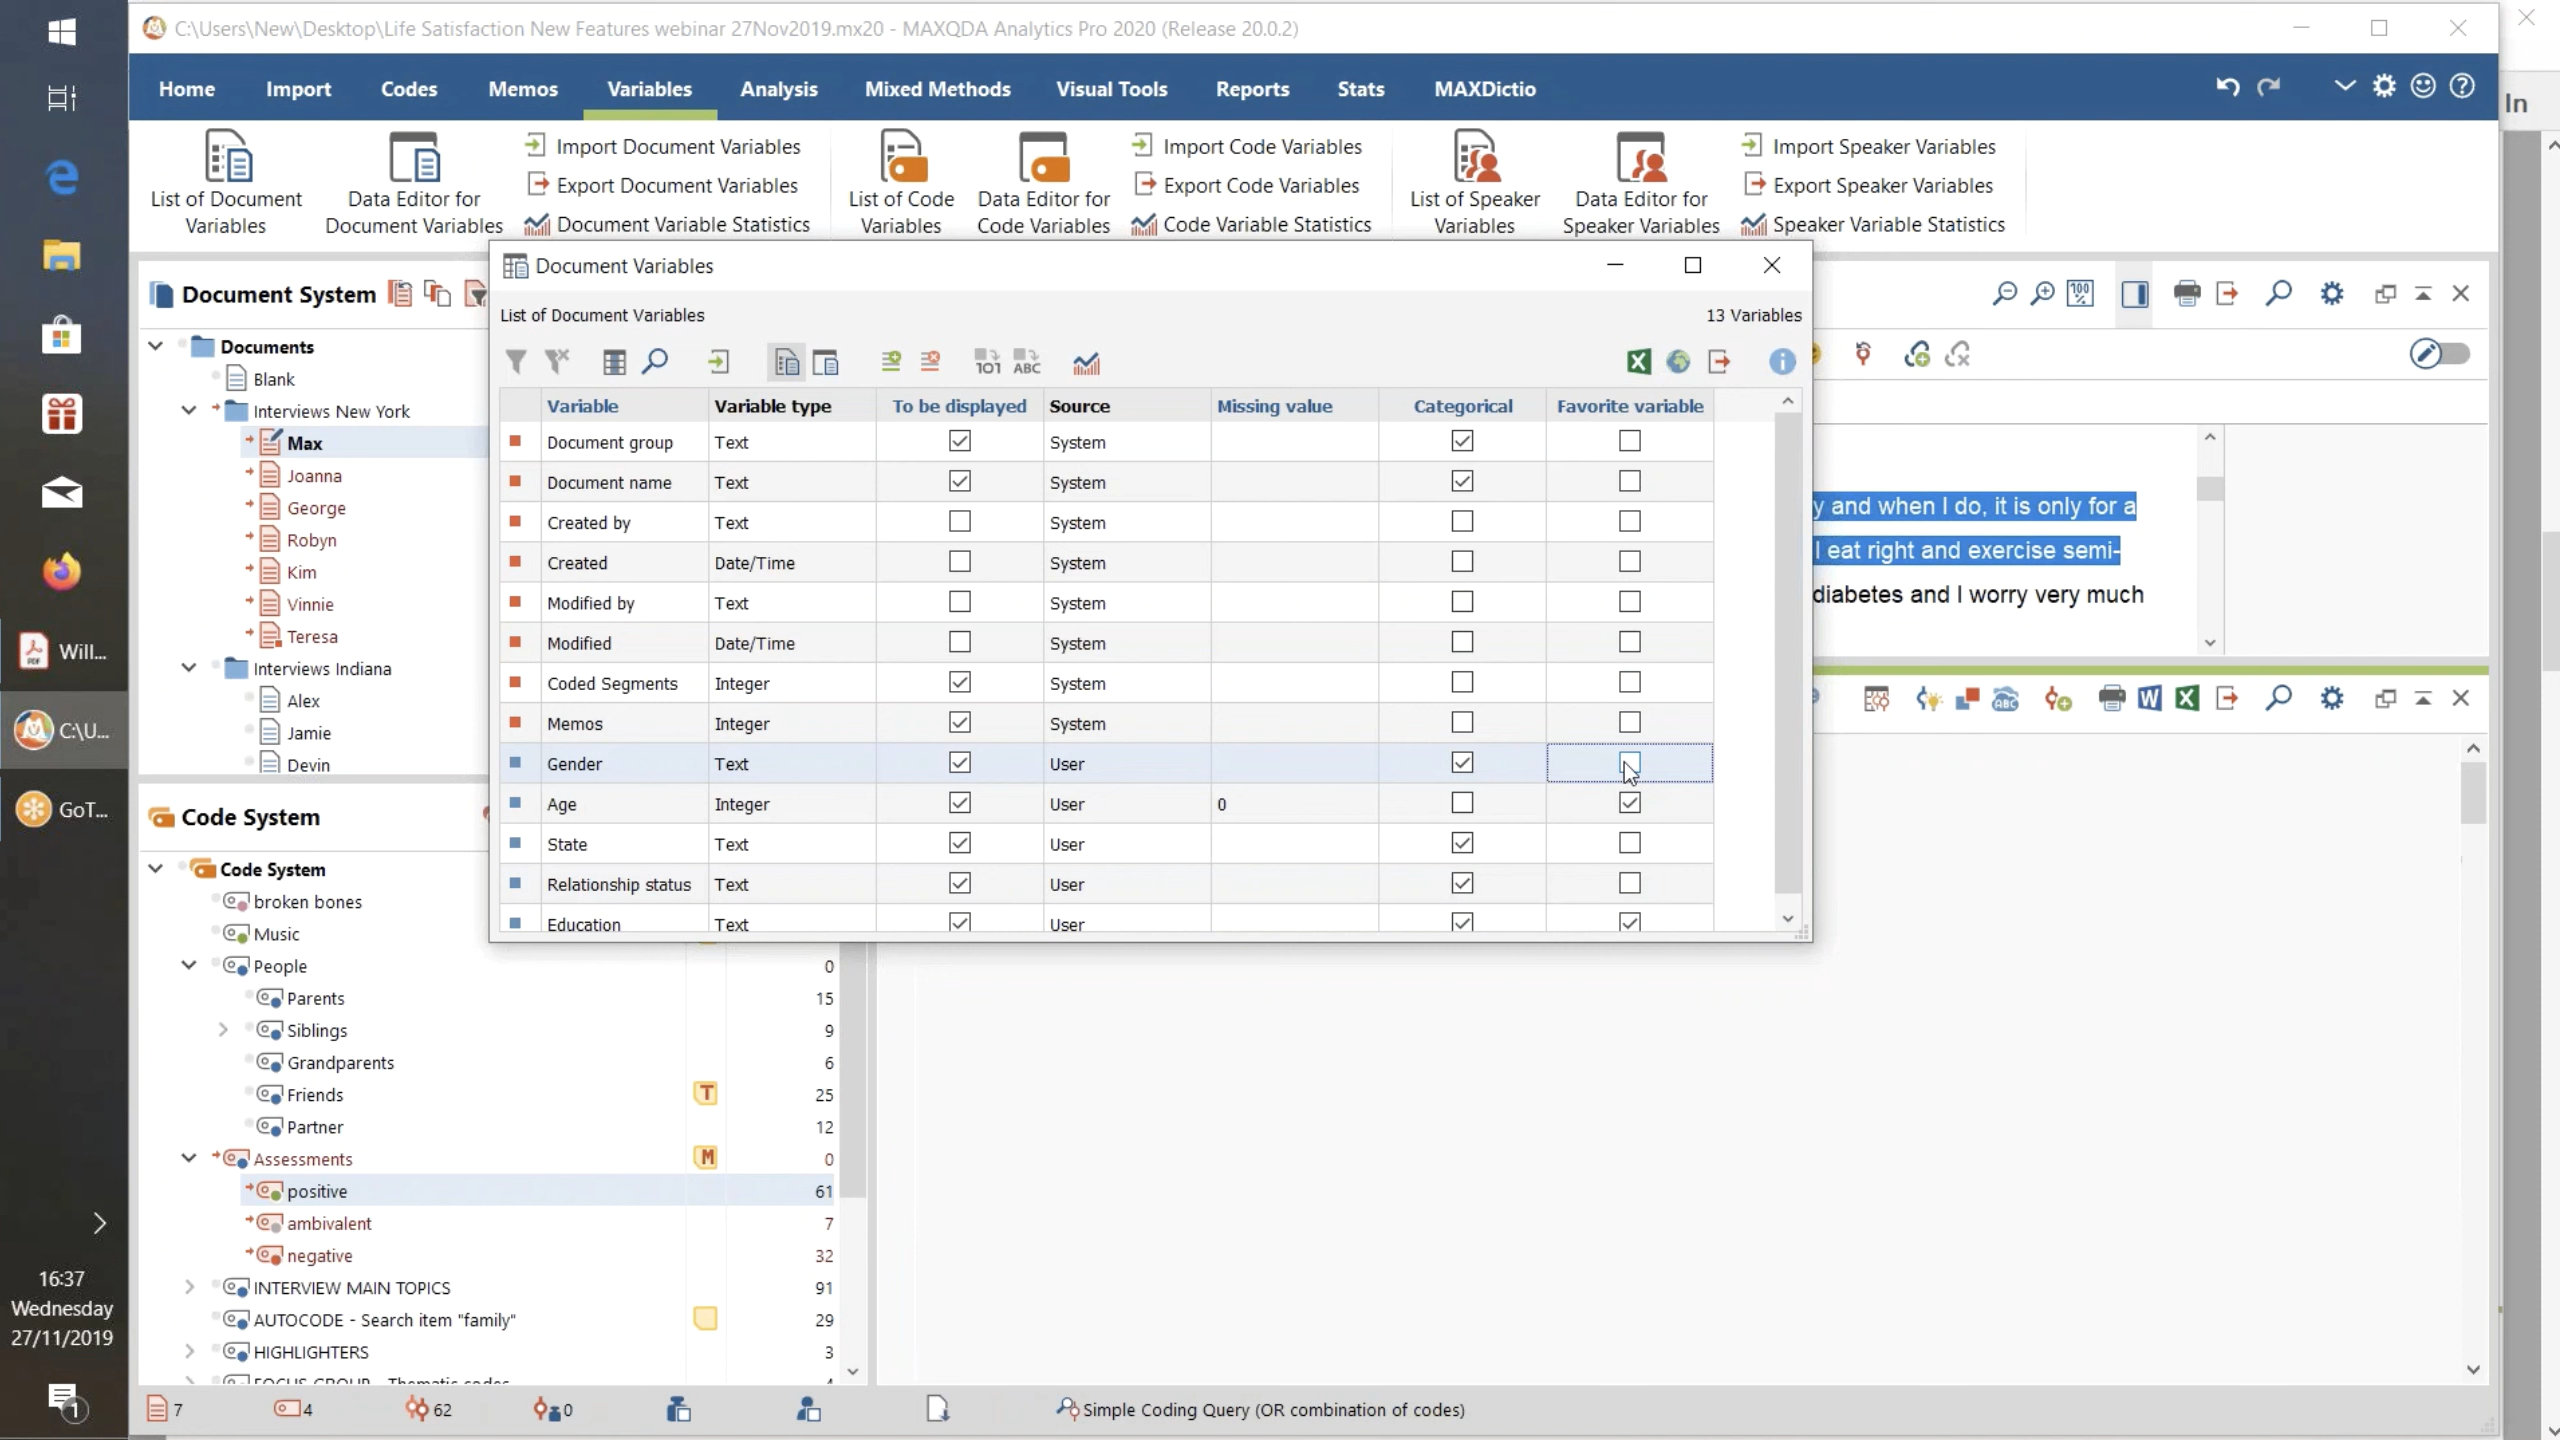 C:\Users\New\Desktop\Life Satisfaction New Features webinar 27Nov2019.mx20 - MAXQDA Analytics Pro 2020 (Release 20.0.2)
Home Import Codes Memos Variables Analysis Mixed Methods Visual Tools Reports Stats MAXDictio
In
List of Document Variables
Data Editor for Document Variables
Import Document Variables
Export Document Variables
Document Variable Statistics
List of Code Variables
Data Editor for Code Variables
Import Code Variables
Export Code Variables
Code Variable Statistics
List of Speaker Variables
Data Editor for Speaker Variables
Import Speaker Variables
Export Speaker Variables
Speaker Variable Statistics
Document System
Documents
Blank
Interviews New York
Max
Joanna
George
Robyn
Kim
Vinnie
Teresa
Interviews Indiana
Alex
Jamie
Devin
Document Variables
List of Document Variables 13 Variables
Variable Variable type To be displayed Source Missing value Categorical Favorite variable
Document group Text System
Document name Text System
Created by Text System
Created Date/Time System
Modified by Text System
Modified Date/Time System
Coded Segments Integer System
Memos Integer System
Gender Text User
Age Integer User 0
State Text User
Relationship status Text User
Education Text User
y and when I do, it is only for a
I eat right and exercise semi-
diabetes and I worry very much
Code System
Code System
broken bones
Music
People 0
Parents 15
Siblings 9
Grandparents 6
Friends T 25
Partner 12
Assessments M 0
positive 61
ambivalent 7
negative 32
INTERVIEW MAIN TOPICS 91
AUTOCODE - Search item "family" 29
HIGHLIGHTERS 3
FOCUS GROUP - Thematic codes 4
7 4 62 0 Simple Coding Query (OR combination of codes)
Will...
C:\U...
GoT...
16:37
Wednesday
27/11/2019
1